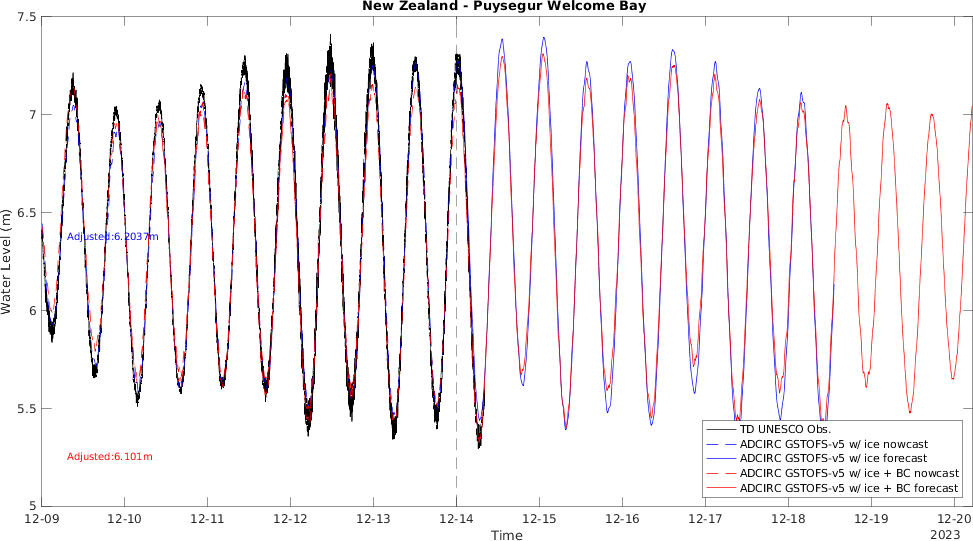 New Zealand - Puysegur Welcome Bay
7.5
7
6.5
6
5.5
5
Water Level (m)
Adjusted:6.2037m
Adjusted:6.101m
TD UNESCO Obs.
ADCIRC GSTOFS-v5 w/ ice nowcast
ADCIRC GSTOFS-v5 w/ ice forecast
ADCIRC GSTOFS-v5 w/ ice + BC nowcast
ADCIRC GSTOFS-v5 w/ ice + BC forecast
12-09 12-10 12-11 12-12 12-13 12-14 12-15 12-16 12-17 12-18 12-19 12-20
Time
2023